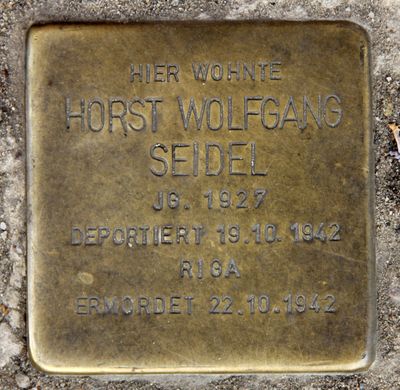 HIER WOHNTE
HORST WOLFGANG
SEIDEL
JG. 1927
DEPORTIERT 19.10.1942
RIGA
ERMORDET 22.10.1942